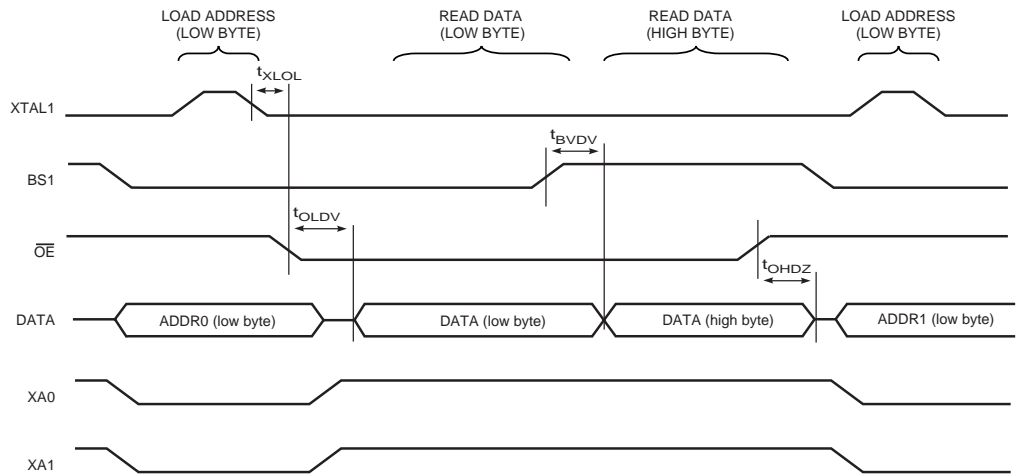 LOAD ADDRESS
(LOW BYTE)
READ DATA
(LOW BYTE)
READ DATA
(HIGH BYTE)
LOAD ADDRESS
(LOW BYTE)
tXLOL
XTAL1
tBVDV
BS1
tOLDV
OE
tOHDZ
DATA
ADDR0 (low byte)
DATA (low byte)
DATA (high byte)
ADDR1 (low byte)
XA0
XA1